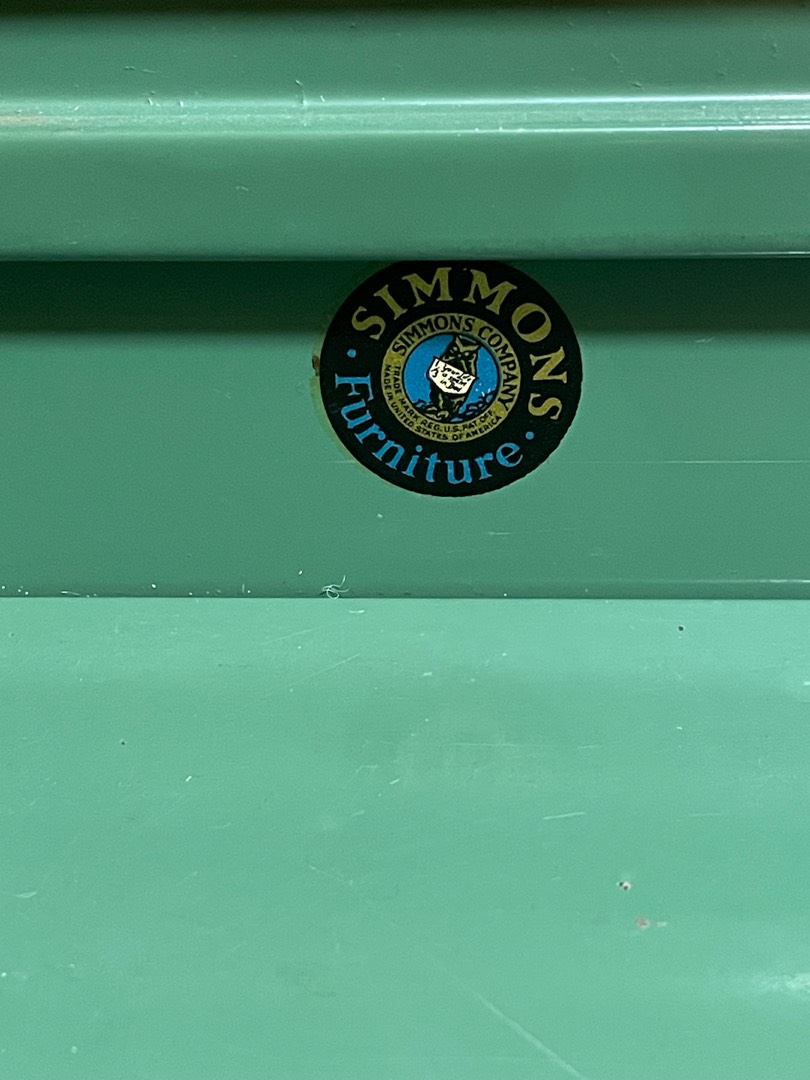 SIMMONS
Furniture
SIMMONS COMPANY
TRADE MARK REG. U.S. PAT. OFF.
MADE IN UNITED STATES OF AMERICA